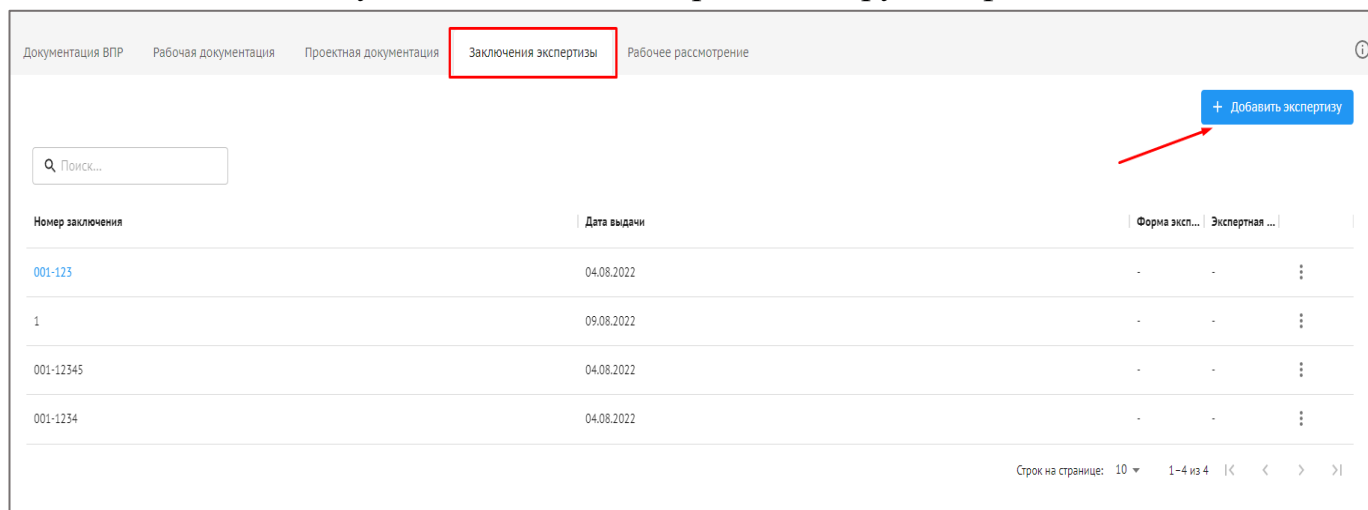 Документация ВПР Рабочая документация Проектная документация Заключения экспертизы Рабочее рассмотрение
+ Добавить экспертизу
Поиск...
Номер заключения Дата выдачи Форма эксп... Экспертная ...
001-123 04.08.2022 - -
1 09.08.2022 - -
001-12345 04.08.2022 - -
001-1234 04.08.2022 - -
Строк на странице: 10 1-4 из 4